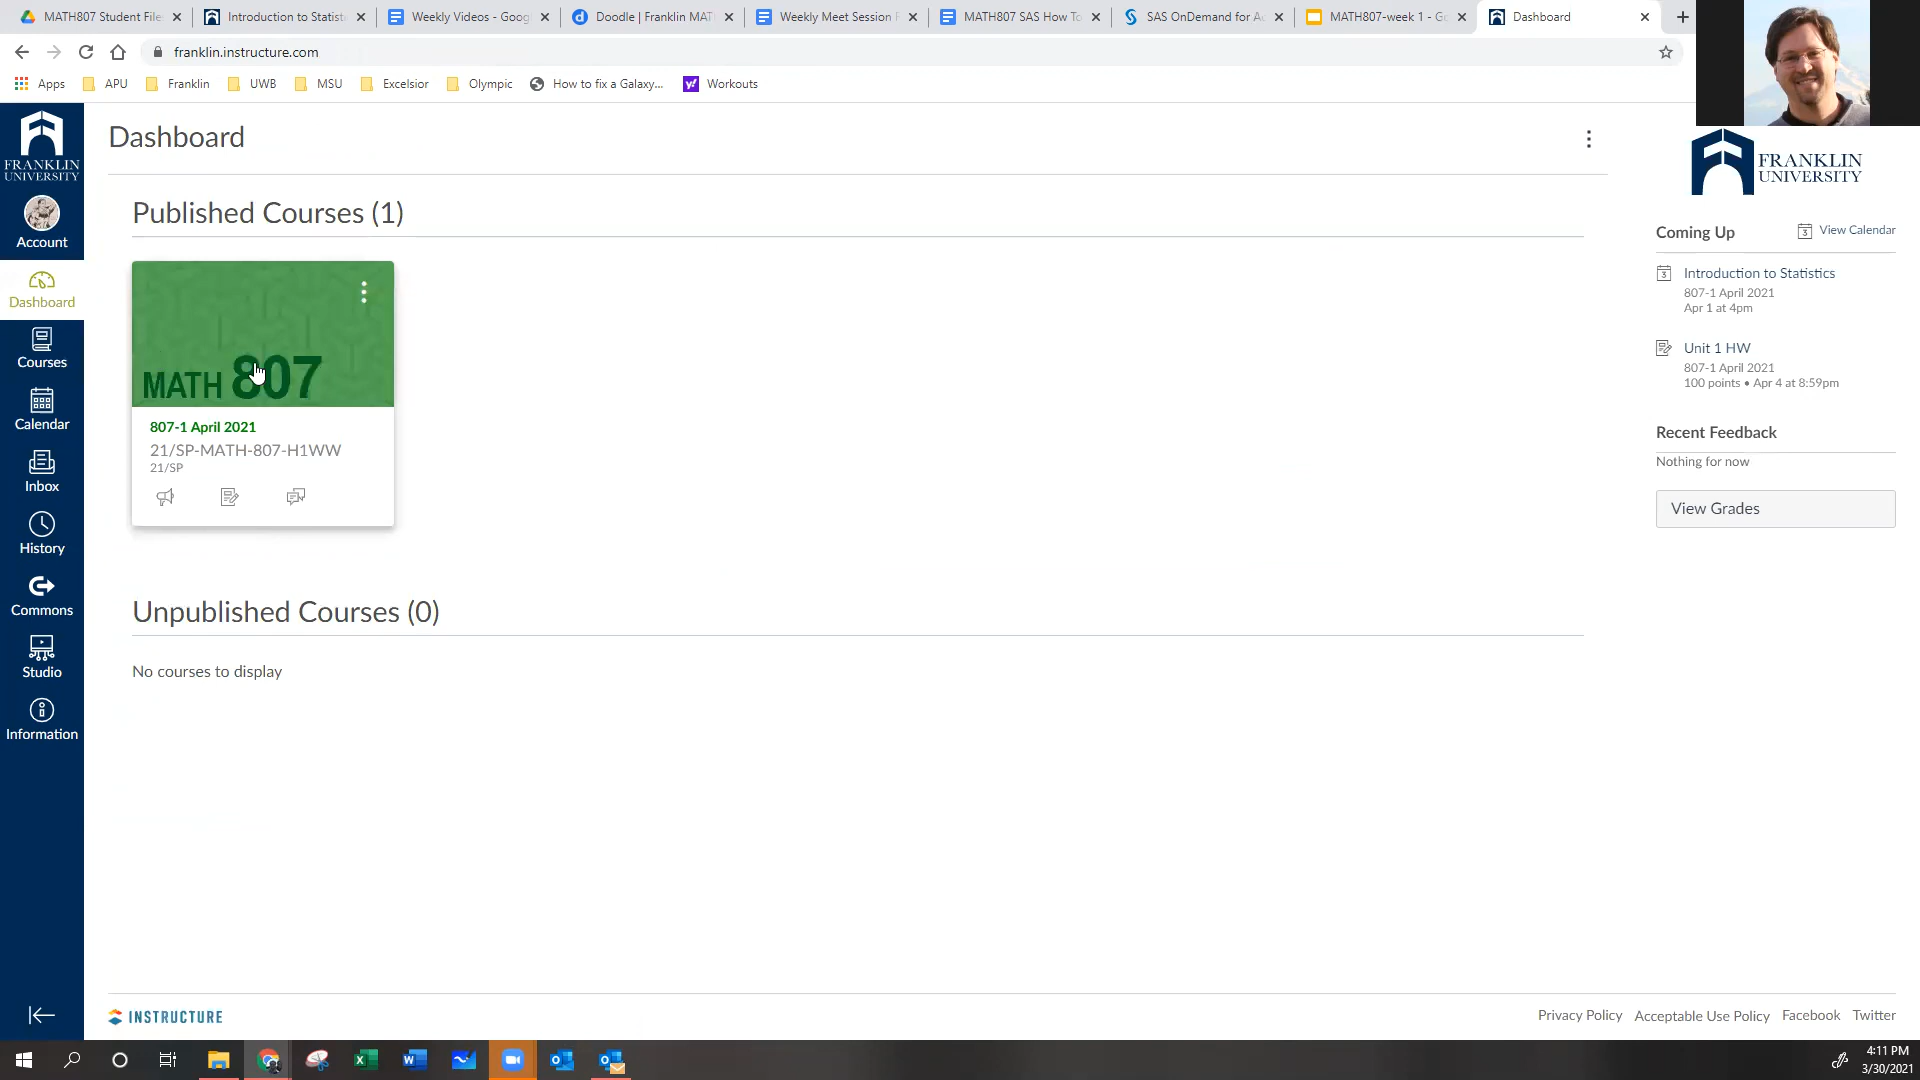 MATH807 Student File
Introduction to Statist
Weekly Videos - Goog
Doodle | Franklin MAT
Weekly Meet Session
MATH807 SAS How To
SAS OnDemand for A
MATH807-week 1 - G
Dashboard
franklin.instructure.com
Apps
APU
Franklin
UWB
MSU
Excelsior
Olympic
How to fix a Galaxy...
Workouts
FRANKLIN
UNIVERSITY
Account
Dashboard
Courses
Calendar
Inbox
History
Commons
Studio
Information
Dashboard
Published Courses (1)
MATH 807
807-1 April 2021
21/SP-MATH-807-H1WW
21/SP
Unpublished Courses (0)
No courses to display
FRANKLIN
UNIVERSITY
Coming Up
View Calendar
Introduction to Statistics
807-1 April 2021
Apr 1 at 4pm
Unit 1 HW
807-1 April 2021
100 points • Apr 4 at 8:59pm
Recent Feedback
Nothing for now
View Grades
INSTRUCTURE
Privacy Policy
Acceptable Use Policy
Facebook
Twitter
4:11 PM
3/30/2021